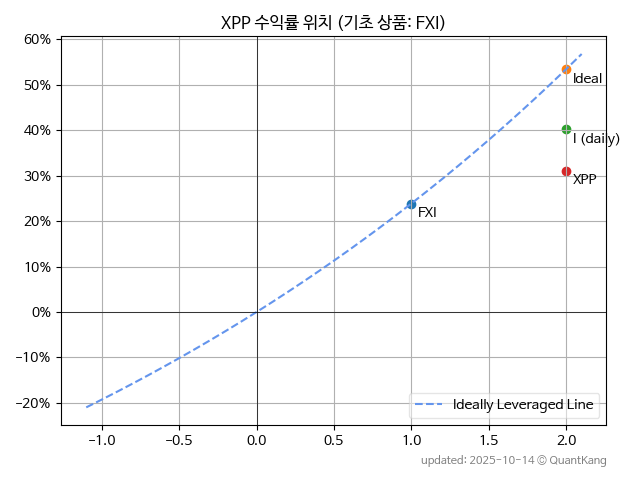 XPP 수익률 위치 (기초 상품: FXI)
60%
50%
40%
30%
20%
10%
0%
-10%
-20%
Ideal
I (daily)
XPP
FXI
Ideally Leveraged Line
-1.0 -0.5 0.0 0.5 1.0 1.5 2.0
updated: 2025-10-14 © QuantKang